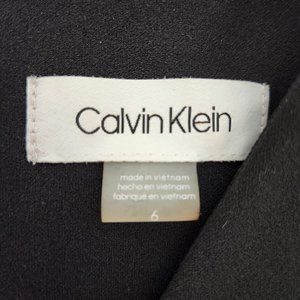 Calvin Klein
made in vietnam
hecho en vietnam
fabriqué en vietnam
6